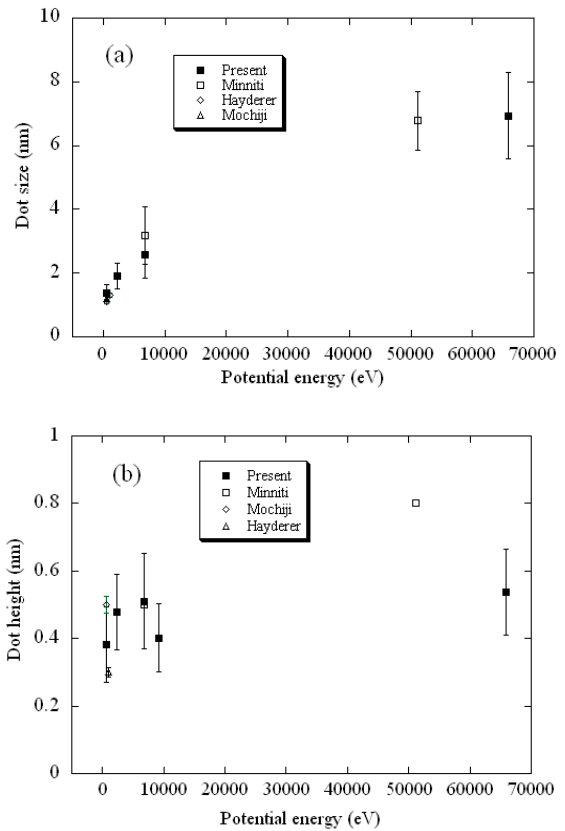 10
(a)
Present
Minniti
Hayderer
Mochiji
8
6
4
2
0
Dot size (nm)
0 10000 20000 30000 40000 50000 60000 70000
Potential energy (eV)
1
(b)
Present
Minniti
Mochiji
Hayderer
0.8
0.6
0.4
0.2
0
Dot height (nm)
0 10000 20000 30000 40000 50000 60000 70000
Potential energy (eV)